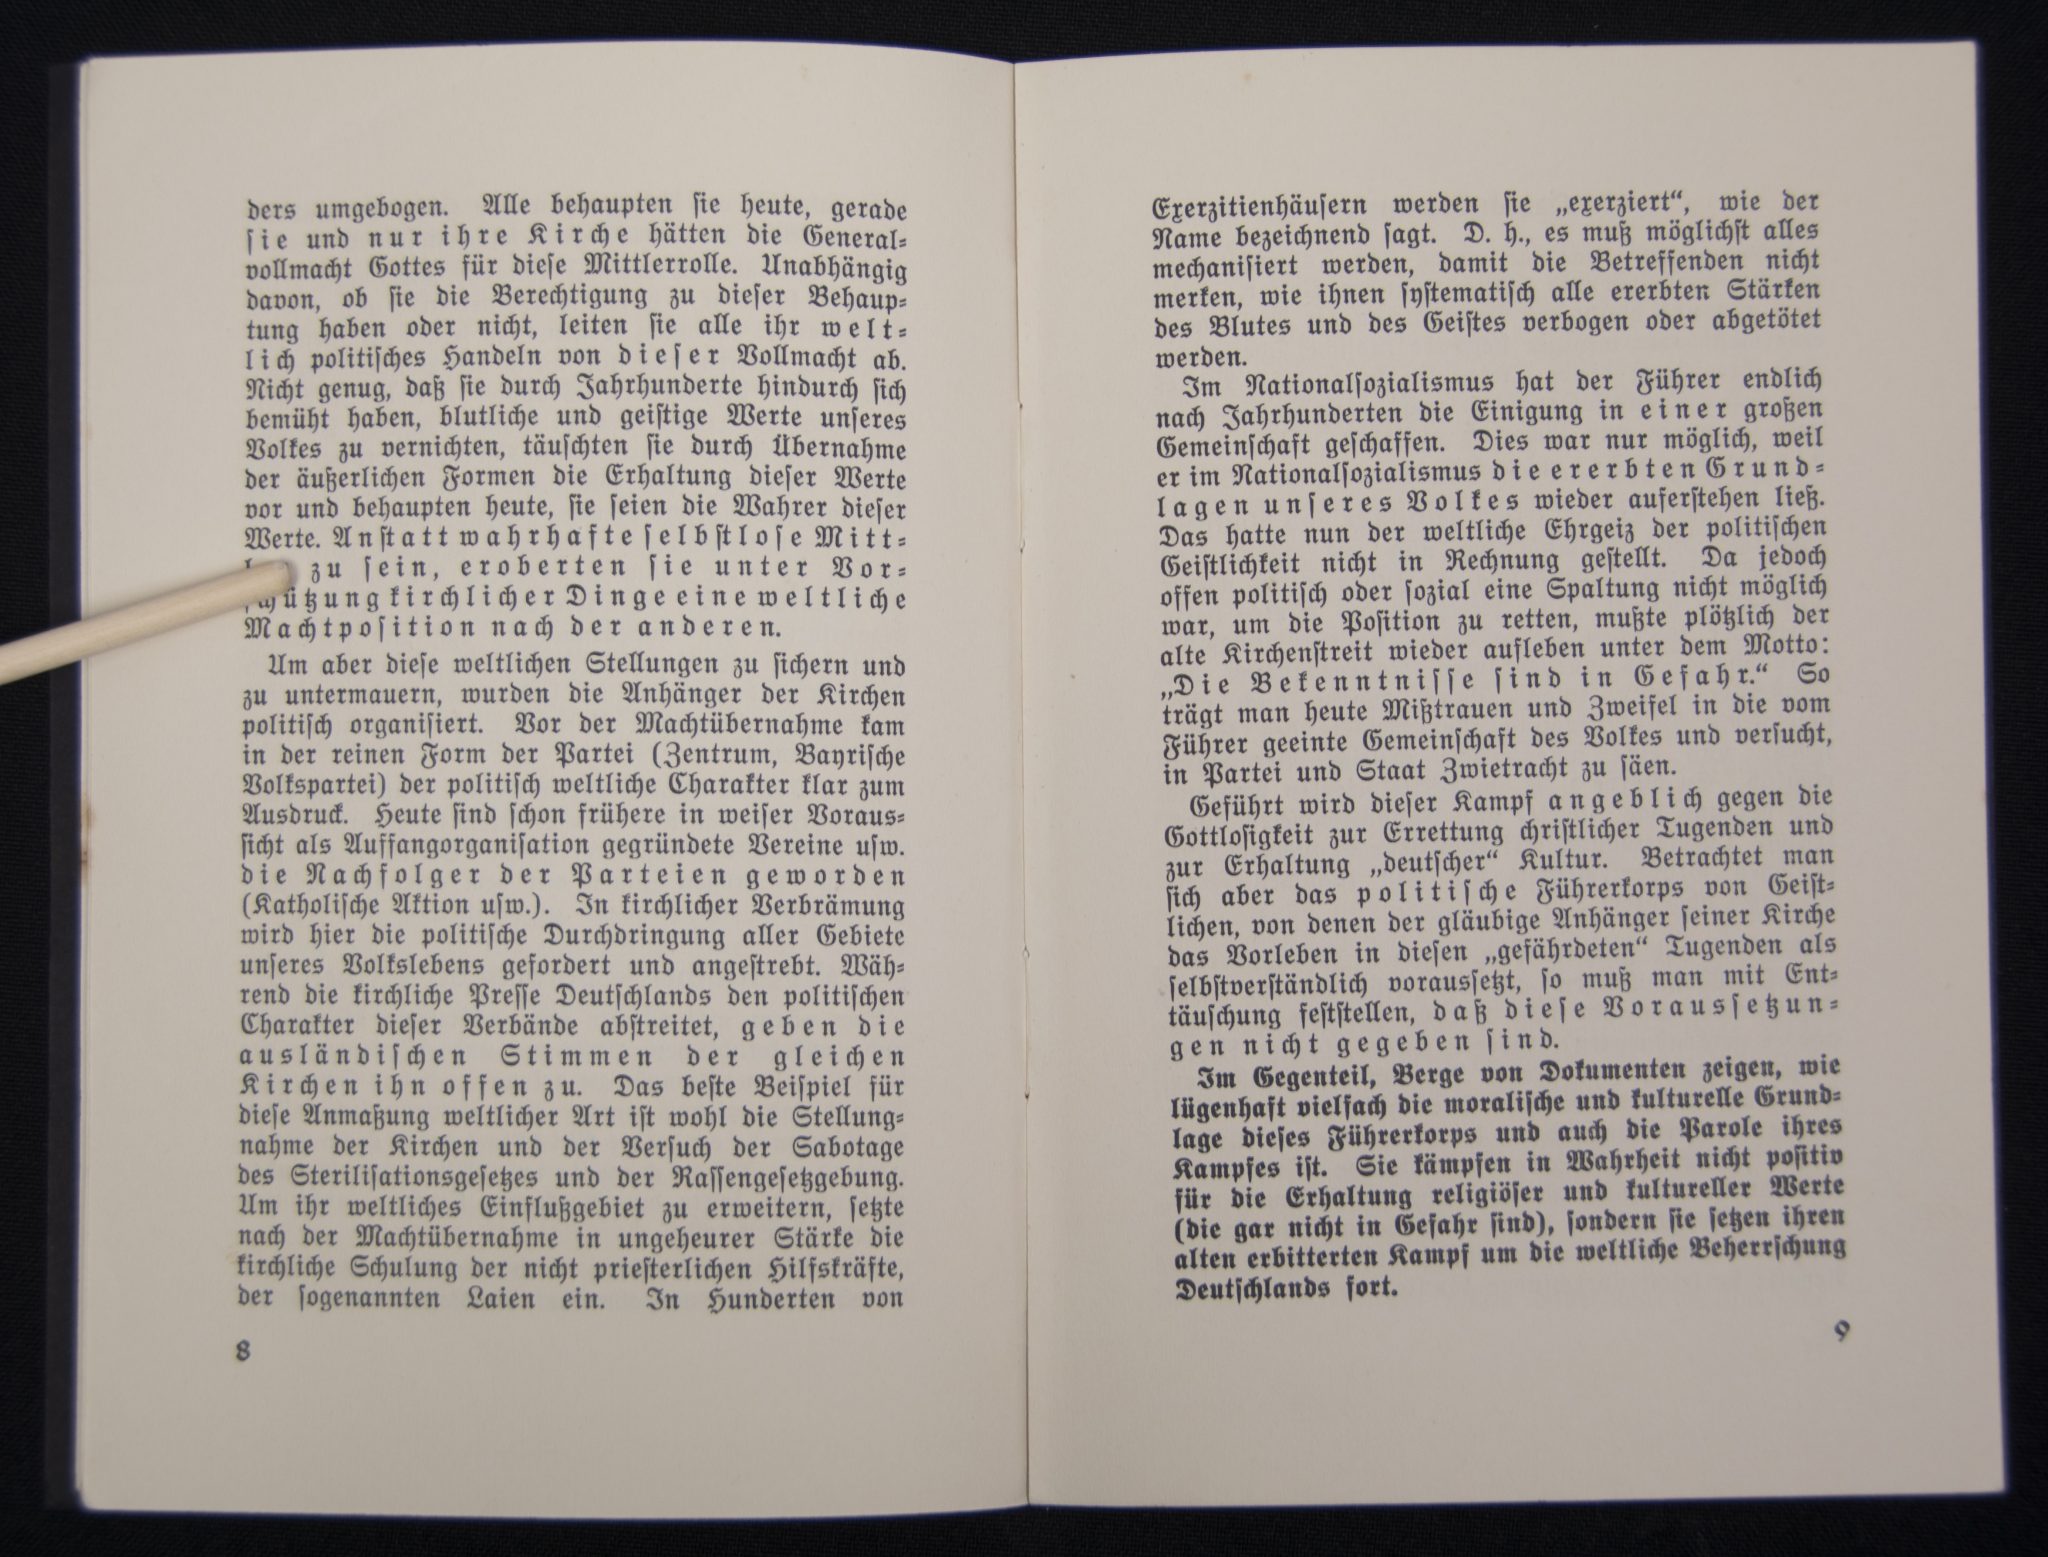 ders umgebogen. Alle behaupten sie heute, gerade
sie und nur ihre Kirche hätten die General-
vollmacht Gottes für diese Mittlerrolle. Unabhängig
davon, ob sie die Berechtigung zu dieser Behaup-
tung haben oder nicht, leiten sie alle ihr welt-
lich politisches Handeln von dieser Vollmacht ab.
Nicht genug, daß sie durch Jahrhunderte hindurch sich
bemüht haben, blutliche und geistige Werte unseres
Volkes zu vernichten, täuschten sie durch Übernahme
der äußerlichen Formen die Erhaltung dieser Werte
vor und behaupten heute, sie seien die Wahrer dieser
Werte. Anstatt wahrhafte selbstlose Mitt-
zu sein, eroberten sie unter Vor-
schützung kirchlicher Dinge eine weltliche
Machtposition nach der anderen.
Um aber diese weltlichen Stellungen zu sichern und
zu untermauern, wurden die Anhänger der Kirchen
politisch organisiert. Vor der Machtübernahme kam
in der reinen Form der Partei (Zentrum, Bayrische
Volkspartei) der politisch weltliche Charakter klar zum
Ausdruck. Heute sind schon frühere in weiser Voraus-
sicht als Auffangorganisation gegründete Vereine usw.
die Nachfolger der Parteien geworden
(Katholische Aktion usw.). In kirchlicher Verbrämung
wird hier die politische Durchdringung aller Gebiete
unseres Volkslebens gefordert und angestrebt. Wäh-
rend die kirchliche Presse Deutschlands den politischen
Charakter dieser Verbände abstreitet, geben die
ausländischen Stimmen der gleichen
Kirchen ihn offen zu. Das beste Beispiel für
diese Anmaßung weltlicher Art ist wohl die Stellung-
nahme der Kirchen und der Versuch der Sabotage
des Sterilisationsgesetzes und der Rassengesetzgebung.
Um ihr weltliches Einflußgebiet zu erweitern, setzte
nach der Machtübernahme in ungeheurer Stärke die
kirchliche Schulung der nicht priesterlichen Hilfskräfte,
der sogenannten Laien ein. In Hunderten von
8
Exerzitienhäusern werden sie „exerziert“, wie der
Name bezeichnend sagt. D. h., es muß möglichst alles
mechanisiert werden, damit die Betreffenden nicht
merken, wie ihnen systematisch alle ererbten Stärken
des Blutes und des Geistes verbogen oder abgetötet
werden.
Im Nationalsozialismus hat der Führer endlich
nach Jahrhunderten die Einigung in einer großen
Gemeinschaft geschaffen. Dies war nur möglich, weil
er im Nationalsozialismus die ererbten Grund-
lagen unseres Volkes wieder auferstehen ließ.
Das hatte nun der weltliche Ehrgeiz der politischen
Geistlichkeit nicht in Rechnung gestellt. Da jedoch
offen politisch oder sozial eine Spaltung nicht möglich
war, um die Position zu retten, mußte plötzlich der
alte Kirchenstreit wieder aufleben unter dem Motto:
„Die Bekenntnisse sind in Gefahr.“ So
trägt man heute Mißtrauen und Zweifel in die vom
Führer geeinte Gemeinschaft des Volkes und versucht,
in Partei und Staat Zwietracht zu säen.
Geführt wird dieser Kampf angeblich gegen die
Gottlosigkeit zur Errettung christlicher Tugenden und
zur Erhaltung „deutscher“ Kultur. Betrachtet man
sich aber das politische Führerkorps von Geist-
lichen, von denen der gläubige Anhänger seiner Kirche
das Vorleben in diesen „gefährdeten“ Tugenden als
selbstverständlich voraussetzt, so muß man mit Ent-
täuschung feststellen, daß diese Voraussetzun-
gen nicht gegeben sind.
Im Gegenteil, Berge von Dokumenten zeigen, wie
lügenhaft vielfach die moralische und kulturelle Grund-
lage dieses Führerkorps und auch die Parole ihres
Kampfes ist. Sie kämpfen in Wahrheit nicht positiv
für die Erhaltung religiöser und kultureller Werte
(die gar nicht in Gefahr sind), sondern sie setzen ihren
alten erbitterten Kampf um die weltliche Beherrschung
Deutschlands fort.
9